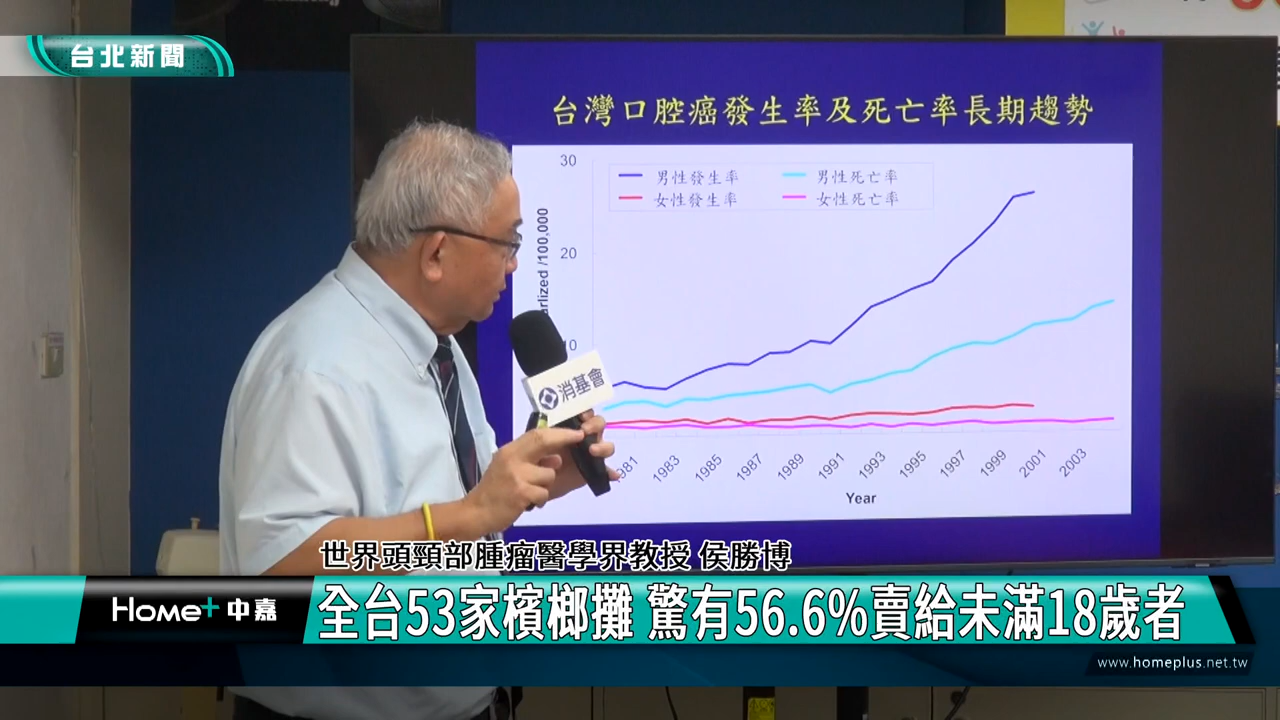 台北新聞
台灣口腔癌發生率及死亡率長期趨勢
30
男性發生率
男性死亡率
女性發生率
女性死亡率
20
10
rlized /100,000
消基會
1983
1985
1987
1989
1991
1993
1995
1997
1999
2001
2003
Year
世界頭頸部腫瘤醫學界教授 侯勝博
Home+中嘉
全台53家檳榔攤 驚有56.6%賣給未滿18歲者
www.homeplus.net.tw